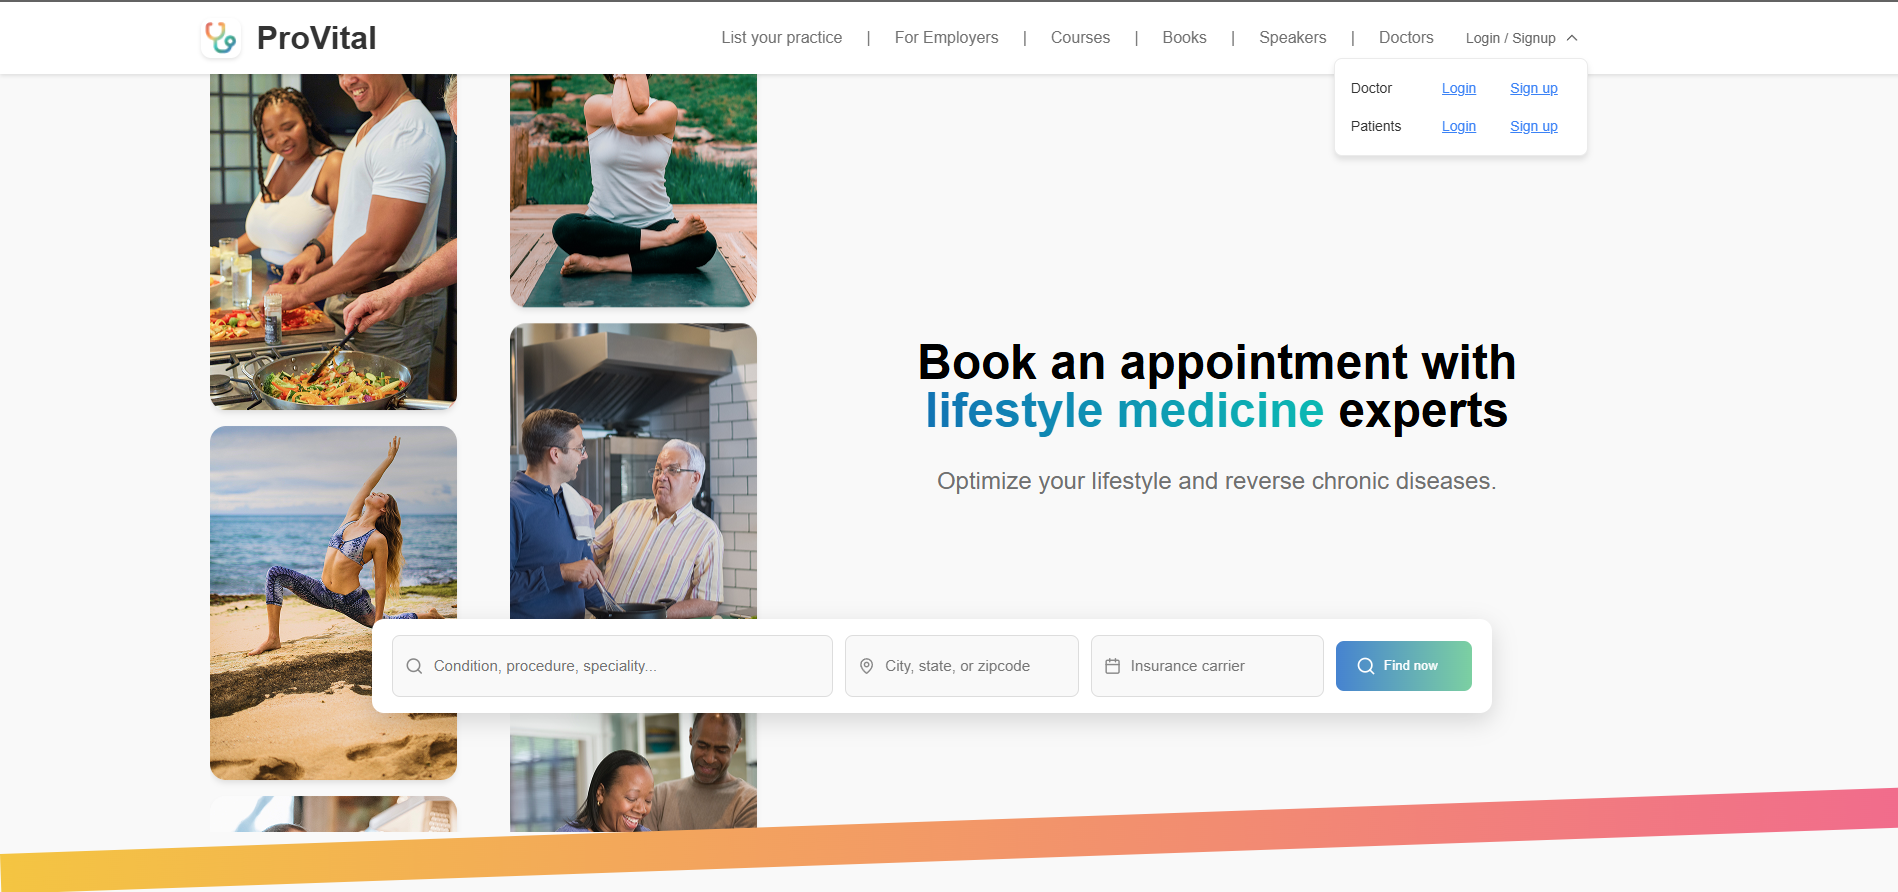 ProVital
List your practice | For Employers | Courses | Books | Speakers | Doctors Login / Signup
Doctor Login Sign up
Patients Login Sign up
Book an appointment with
lifestyle medicine experts
Optimize your lifestyle and reverse chronic diseases.
Condition, procedure, speciality... City, state, or zipcode Insurance carrier Find now